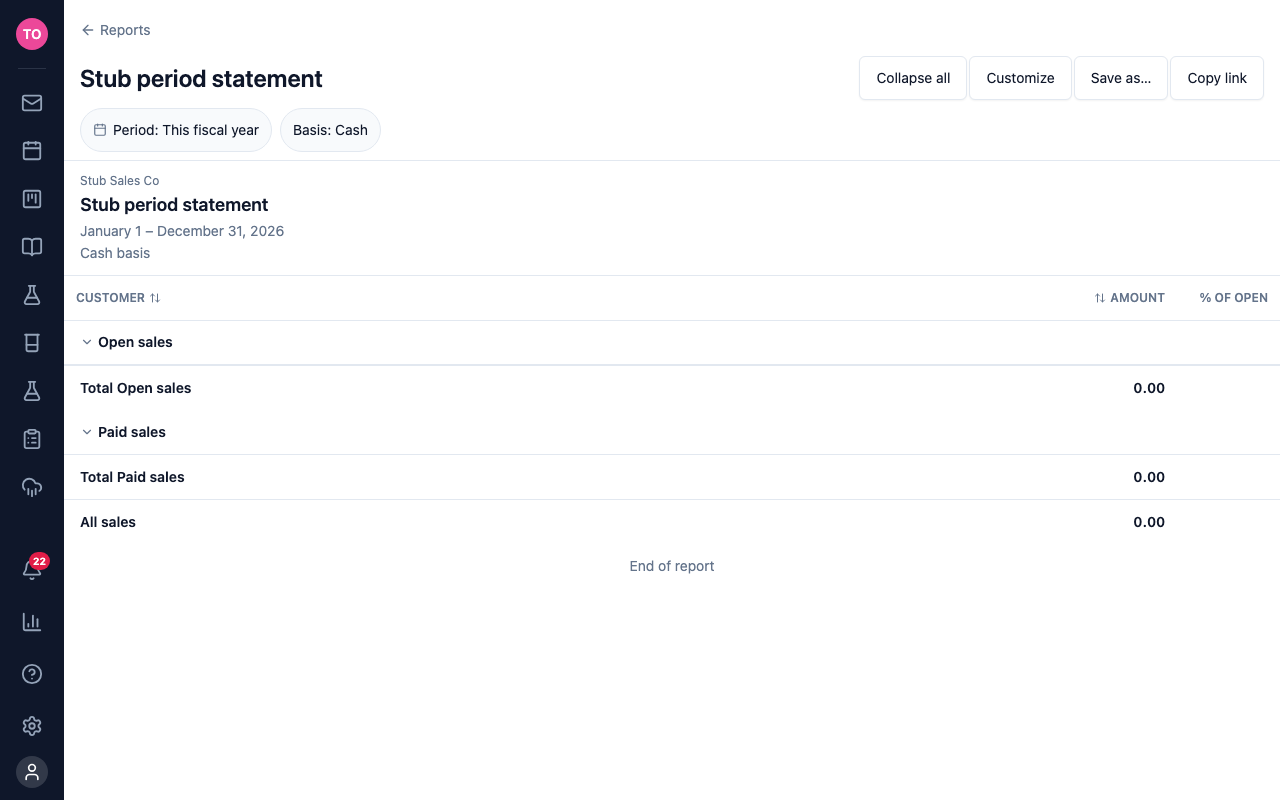 TO
Reports
Stub period statement
Collapse all
Customize
Save as...
Copy link
Period: This fiscal year
Basis: Cash
Stub Sales Co
Stub period statement
January 1 – December 31, 2026
Cash basis
CUSTOMER AMOUNT % OF OPEN
Open sales
Total Open sales 0.00
Paid sales
Total Paid sales 0.00
All sales 0.00
End of report
22